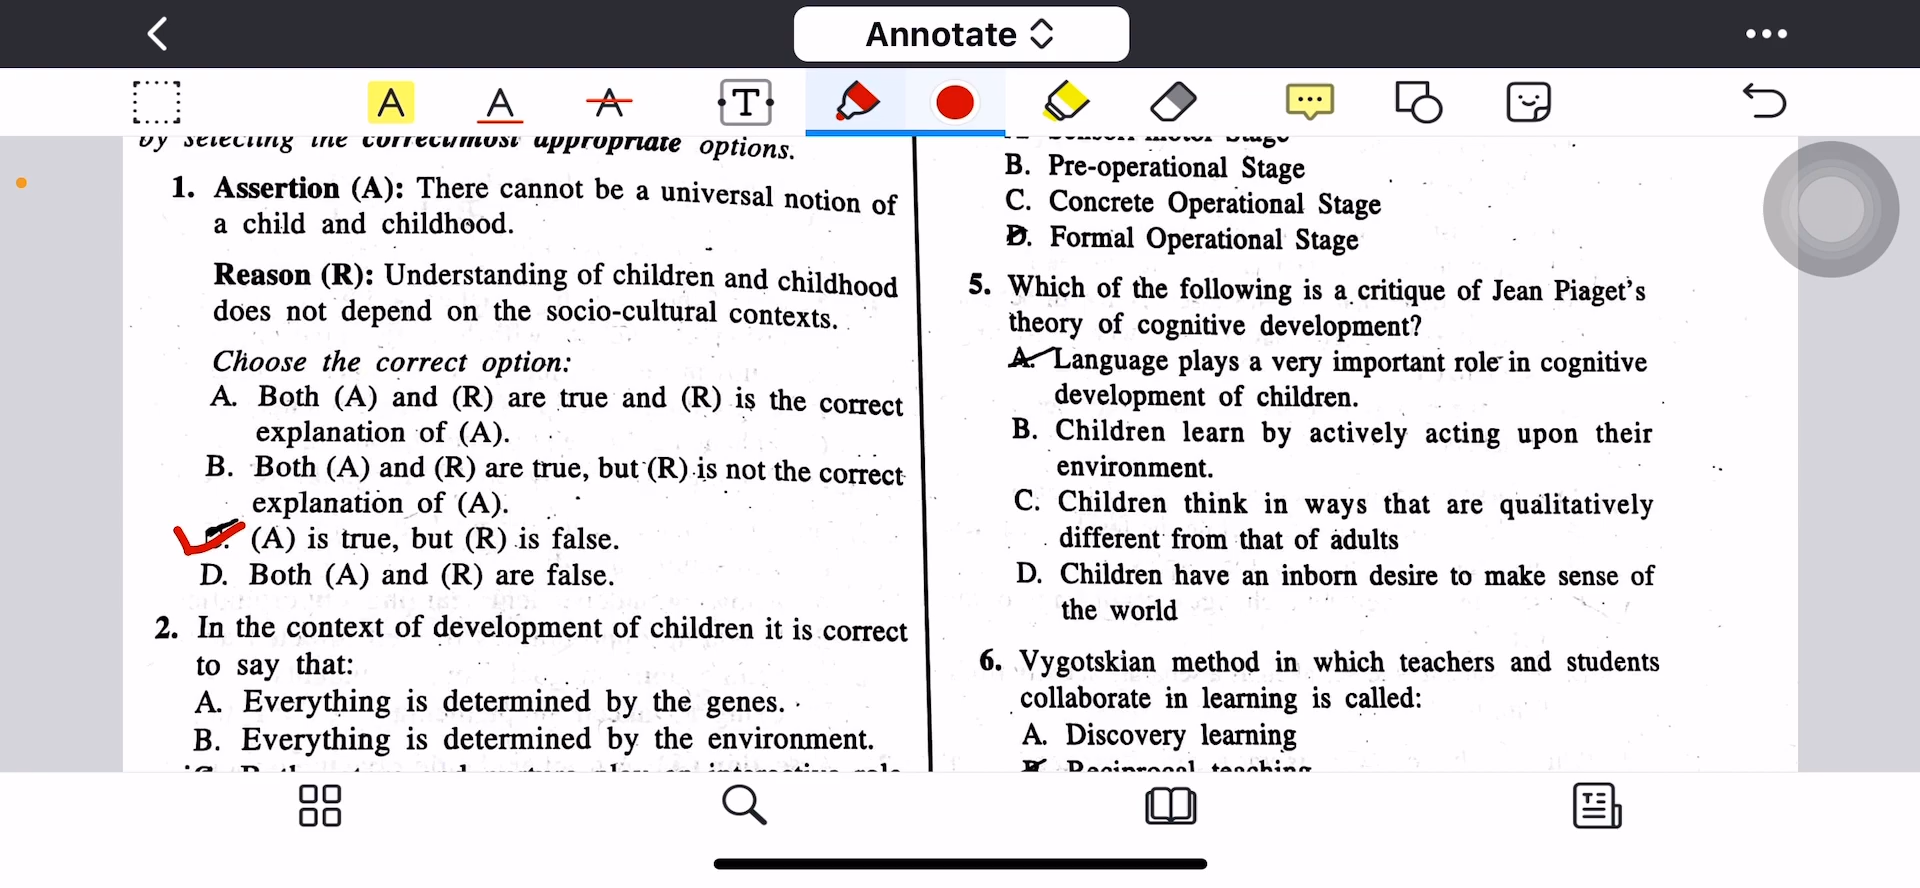 Annotate
by selecting the correct/most appropriate options.
1. Assertion (A): There cannot be a universal notion of
a child and childhood.
Reason (R): Understanding of children and childhood
does not depend on the socio-cultural contexts.
Choose the correct option:
A. Both (A) and (R) are true and (R) is the correct
explanation of (A).
B. Both (A) and (R) are true, but (R) is not the correct
explanation of (A).
(A) is true, but (R) is false.
D. Both (A) and (R) are false.
2. In the context of development of children it is correct
to say that:
A. Everything is determined by the genes.
B. Everything is determined by the environment.
B. Pre-operational Stage
C. Concrete Operational Stage
D. Formal Operational Stage
5. Which of the following is a critique of Jean Piaget's
theory of cognitive development?
A. Language plays a very important role in cognitive
development of children.
B. Children learn by actively acting upon their
environment.
C. Children think in ways that are qualitatively
different from that of adults
D. Children have an inborn desire to make sense of
the world
6. Vygotskian method in which teachers and students
collaborate in learning is called:
A. Discovery learning
B. Reciprocal teaching